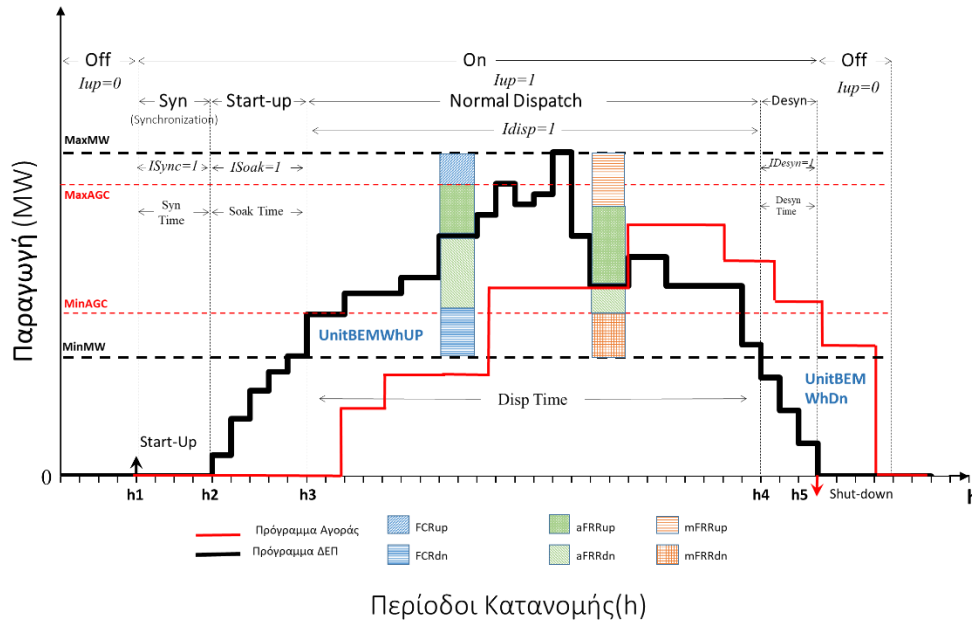 Off
On
Off
Iup=0
Iup=1
Iup=0
Syn
Start-up
Normal Dispatch
Desyn
(Synchronization)
Idisp=1
MaxMW
ISync=1
ISoak=1
IDesyn=1
MaxAGC
Syn
Time
Soak Time
Desyn
Time
Παραγωγή (MW)
MinAGC
UnitBEMWhUP
MinMW
UnitBEM
WhDn
Disp Time
Start-Up
0
h1
h2
h3
h4
h5
Shut-down
Πρόγραμμα Αγοράς
FCRup
aFRRup
mFRRup
Πρόγραμμα ΔΕΠ
FCRdn
aFRRdn
mFRRdn
Περίοδοι Κατανομής(h)